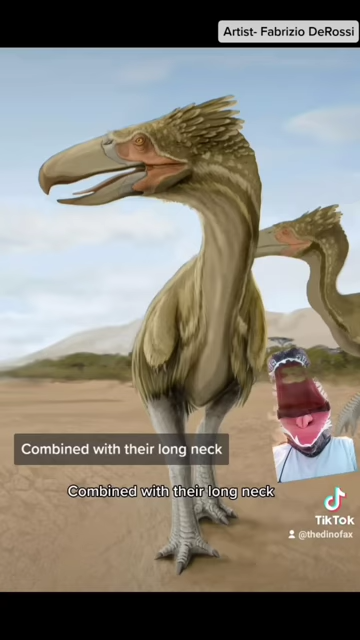 Artist- Fabrizio DeRossi
Combined with their long neck
Combined with their long neck
TikTok
@thedinofax